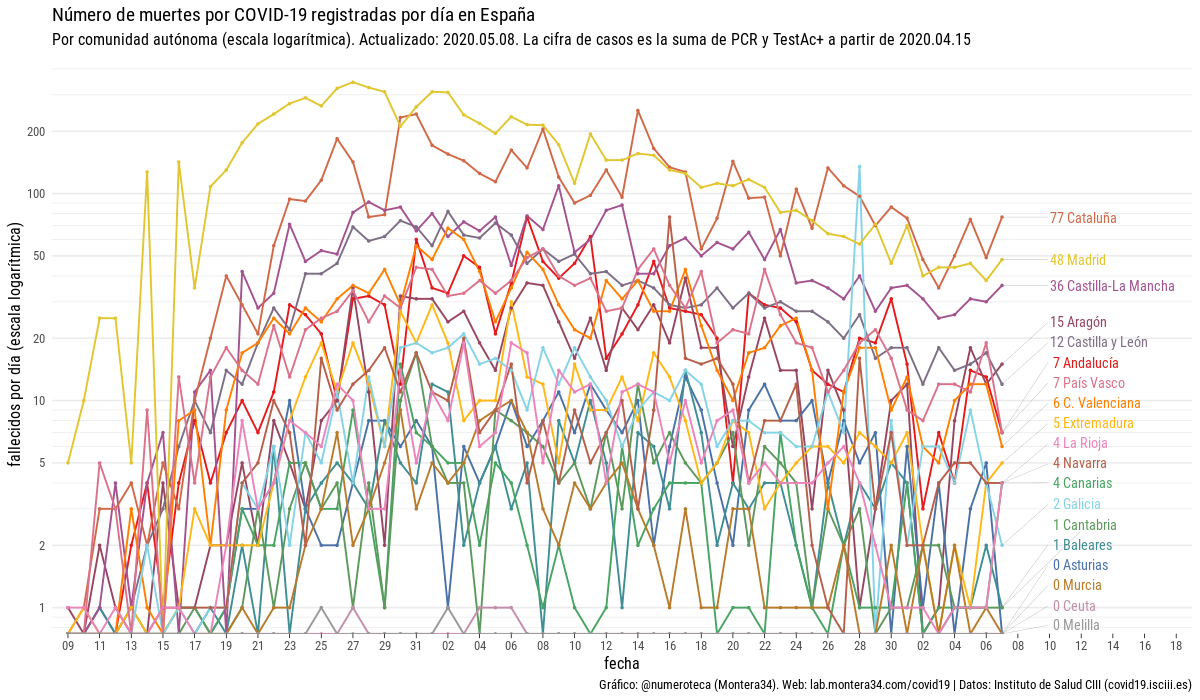 Número de muertes por COVID-19 registradas por día en España
Por comunidad autónoma (escala logarítmica). Actualizado: 2020.05.08. La cifra de casos es la suma de PCR y TestAc+ a partir de 2020.04.15
fallecidos por día (escala logarítmica)
200
100
50
20
10
5
2
1
77 Cataluña
48 Madrid
36 Castilla-La Mancha
15 Aragón
12 Castilla y León
7 Andalucía
7 País Vasco
6 C. Valenciana
5 Extremadura
4 La Rioja
4 Navarra
4 Canarias
2 Galicia
1 Cantabria
1 Baleares
0 Asturias
0 Murcia
0 Ceuta
0 Melilla
09 11 13 15 17 19 21 23 25 27 29 31 02 04 06 08 10 12 14 16 18 20 22 24 26 28 30 02 04 06 08 10 12 14 16 18
fecha
Gráfico: @numeroteca (Montera34). Web: lab.montera34.com/covid19 | Datos: Instituto de Salud CIII (covid19.isciii.es)